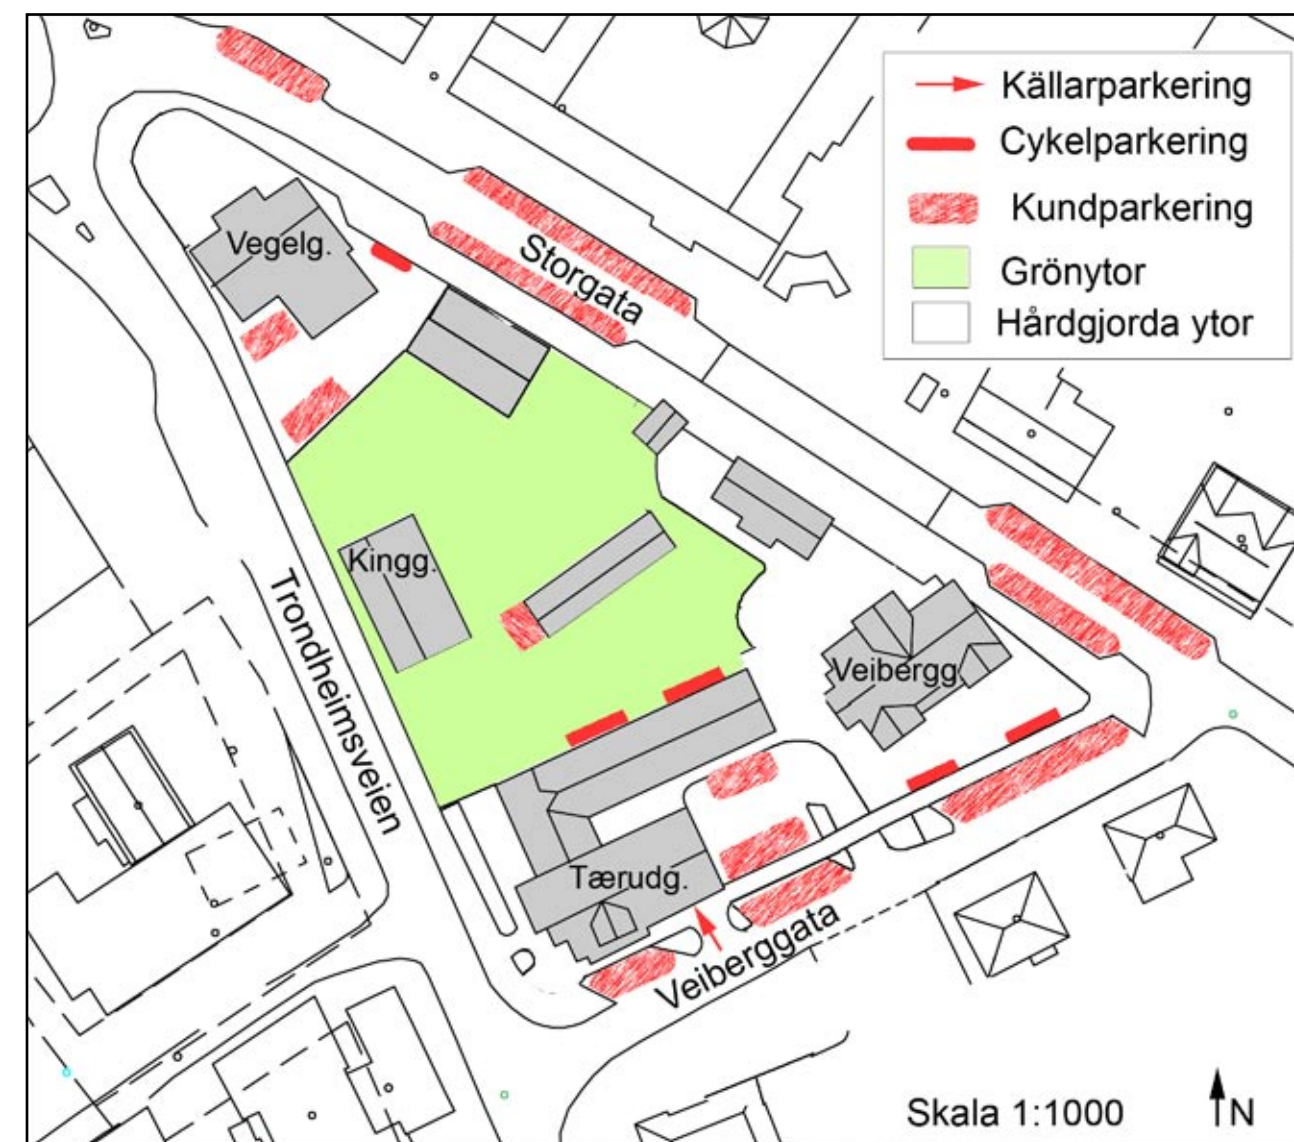 Källarparkering
Cykelparkering
Kundparkering
Grönytor
Hårdgjorda ytor
Vegelg.
Storgata
Kingg.
Trondheimsveien
Veibergg.
Tærudg.
Veiberggata
Skala 1:1000
N